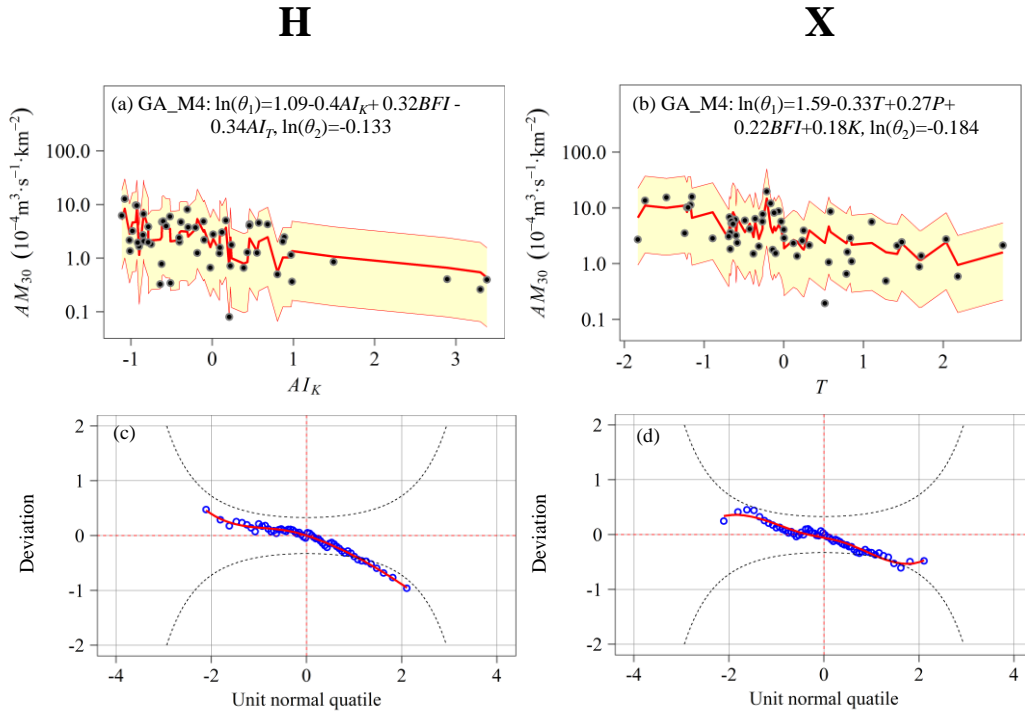 H X
(a) GA_M4: ln(θ₁)=1.09-0.4AI_K+ 0.32BFI -
0.34AI_T, ln(θ₂)=-0.133
AM₃₀ (10⁻⁴m³·s⁻¹·km⁻²)
100.0
10.0
1.0
0.1
-1 0 1 2 3
AI_K
(b) GA_M4: ln(θ₁)=1.59-0.33T+0.27P+
0.22BFI+0.18K, ln(θ₂)=-0.184
AM₃₀ (10⁻⁴m³·s⁻¹·km⁻²)
100.0
10.0
1.0
0.1
-2 -1 0 1 2
T
(c)
Deviation
2
1
0
-1
-2
-4 -2 0 2 4
Unit normal quatile
(d)
Deviation
2
1
0
-1
-2
-4 -2 0 2 4
Unit normal quatile